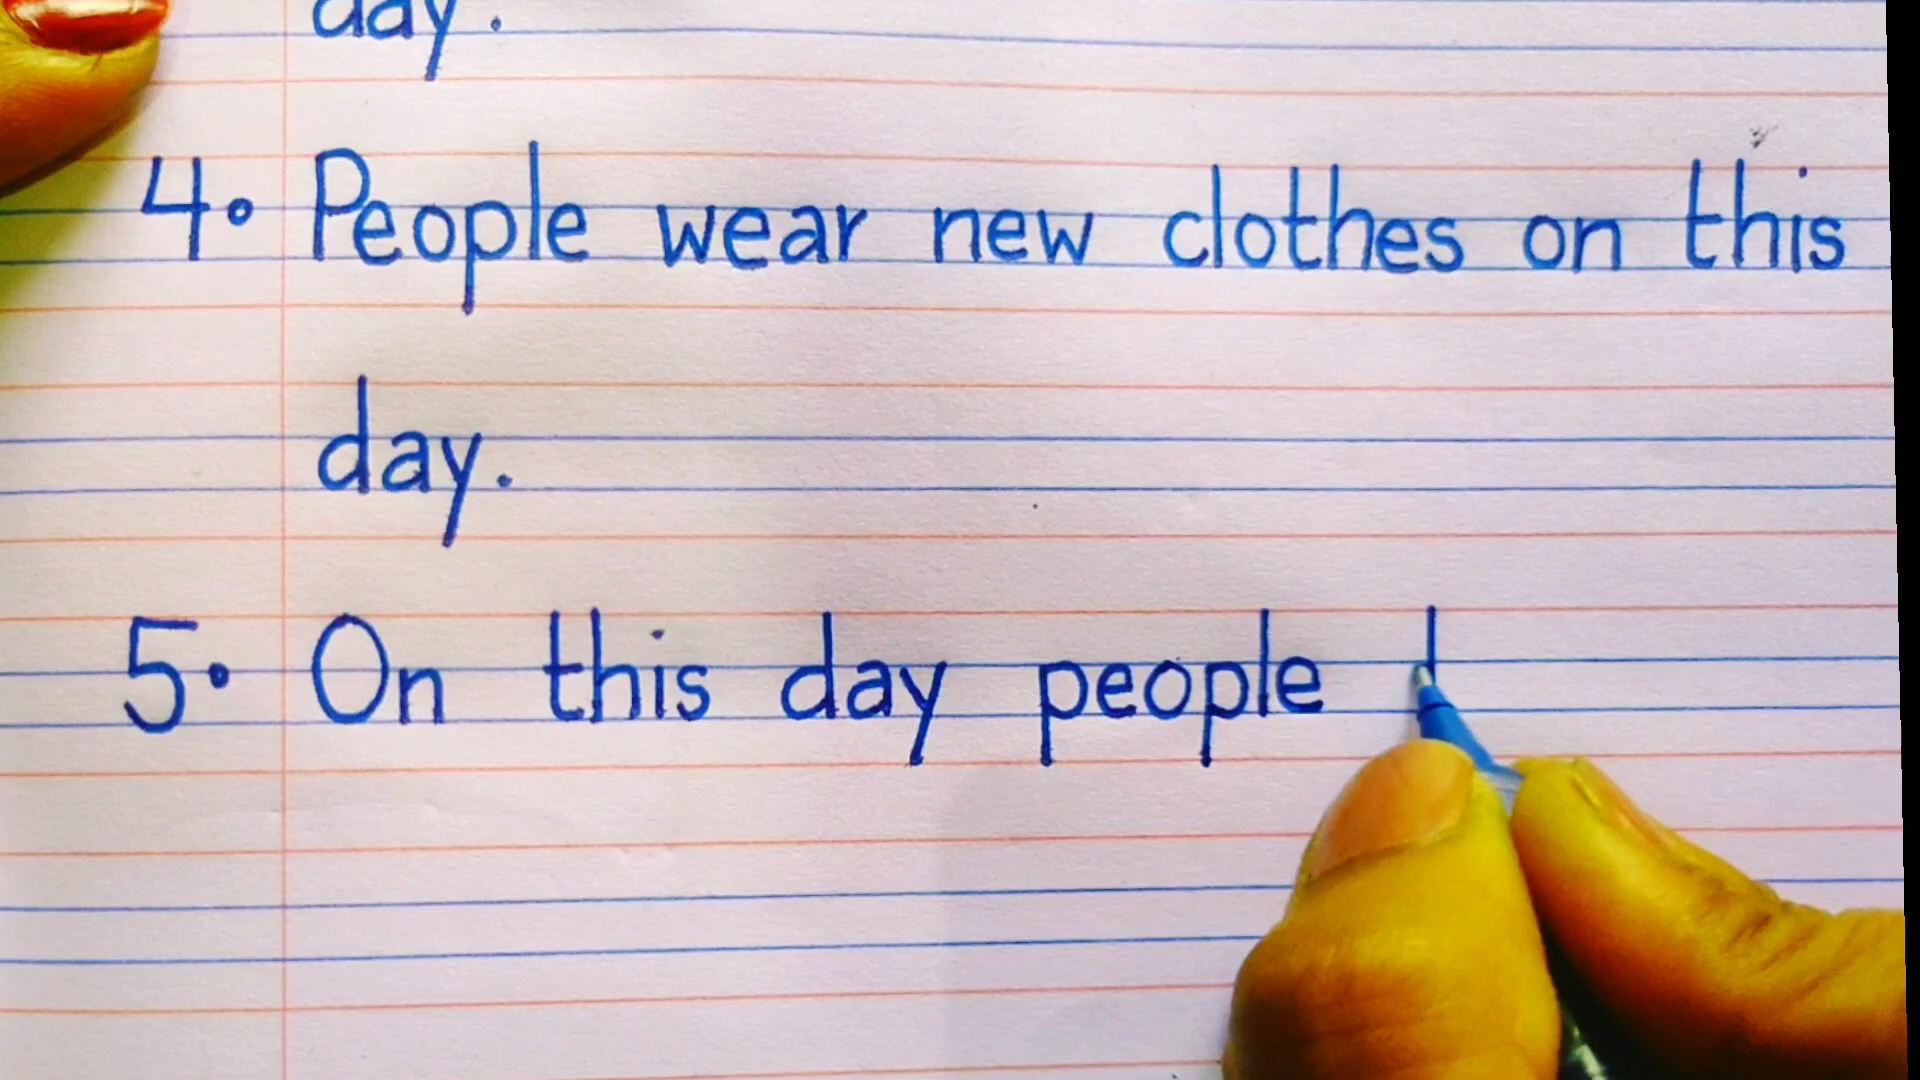 day.
4. People wear new clothes on this
day.
5. On this day people